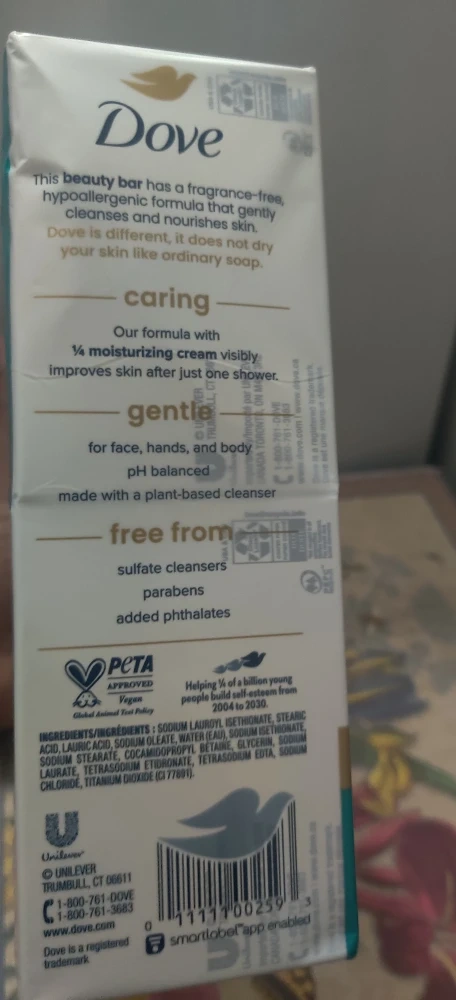 Dove
This beauty bar has a fragrance-free,
hypoallergenic formula that gently
cleanses and nourishes skin.
Dove is different, it does not dry
your skin like ordinary soap.
caring
Our formula with
¼ moisturizing cream visibly
improves skin after just one shower.
gentle
for face, hands, and body
pH balanced
made with a plant-based cleanser
free from
sulfate cleansers
parabens
added phthalates
PETA
APPROVED
Vegan
Global Animal Test Policy
Helping ¼ of a billion young
people build self-esteem from
2004 to 2030.
INGREDIENTS/INGRÉDIENTS : SODIUM LAUROYL ISETHIONATE, STEARIC
ACID, LAURIC ACID, SODIUM OLEATE, WATER (EAU), SODIUM ISETHIONATE,
SODIUM STEARATE, COCAMIDOPROPYL BETAINE, GLYCERIN, SODIUM
LAURATE, TETRASODIUM ETIDRONATE, TETRASODIUM EDTA, SODIUM
CHLORIDE, TITANIUM DIOXIDE (CI 77891).
Unilever
© UNILEVER
TRUMBULL, CT 06611
1-800-761-DOVE
1-800-761-3683
www.dove.com
Dove is a registered
trademark
0 11111 00259 3
smartlabel app enabled